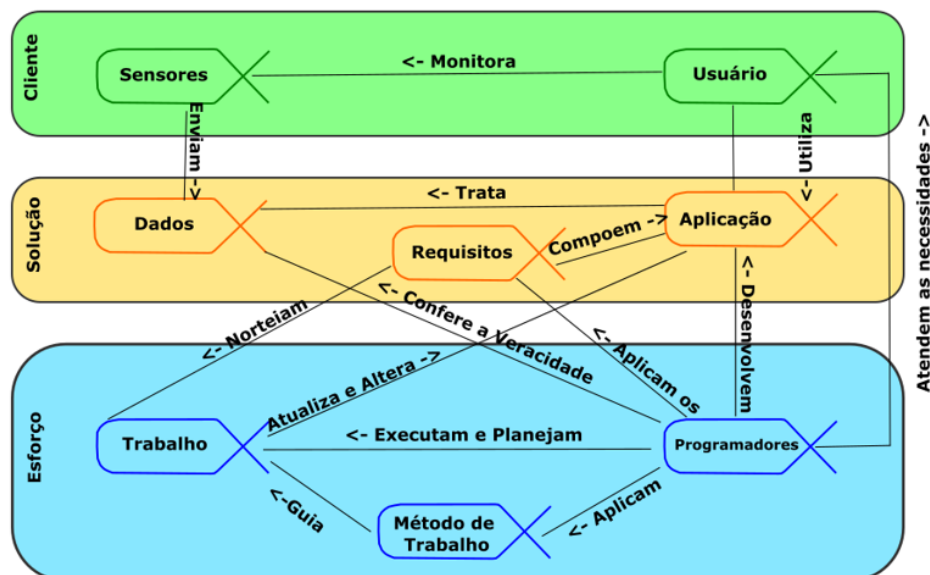 Cliente
Sensores
<- Monitora
Usuário
Enviam ->
<- Utiliza
Atendem as necessidades ->
Solução
Dados
<- Trata
Requisitos
Compoem ->
Aplicação
<- Norteiam
<- Confere a Veracidade
<- Aplicam os
<- Desenvolvem
Esforço
Atualiza e Altera ->
Trabalho
<- Executam e Planejam
Programadores
<-Guia
Método de
Trabalho
<- Aplicam